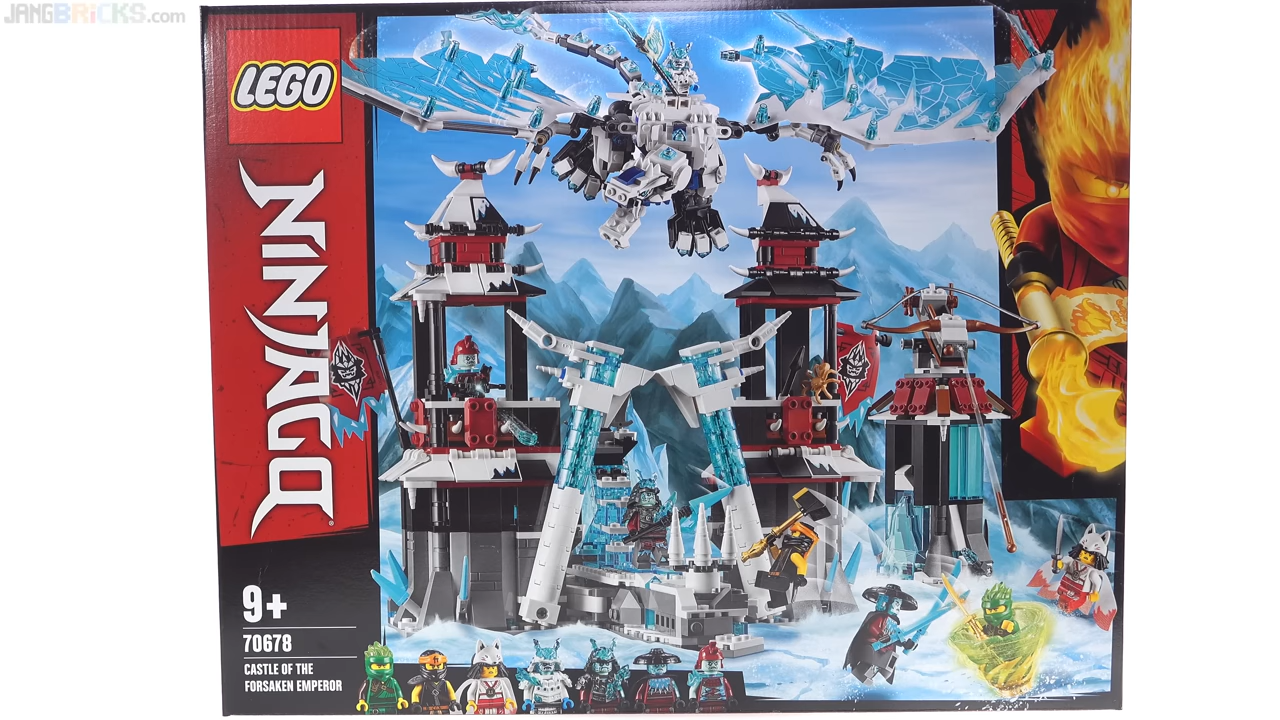 JANGBRiCKS.com
LEGO
NINJAGO
®
9+
70678
CASTLE OF THE
FORSAKEN EMPEROR